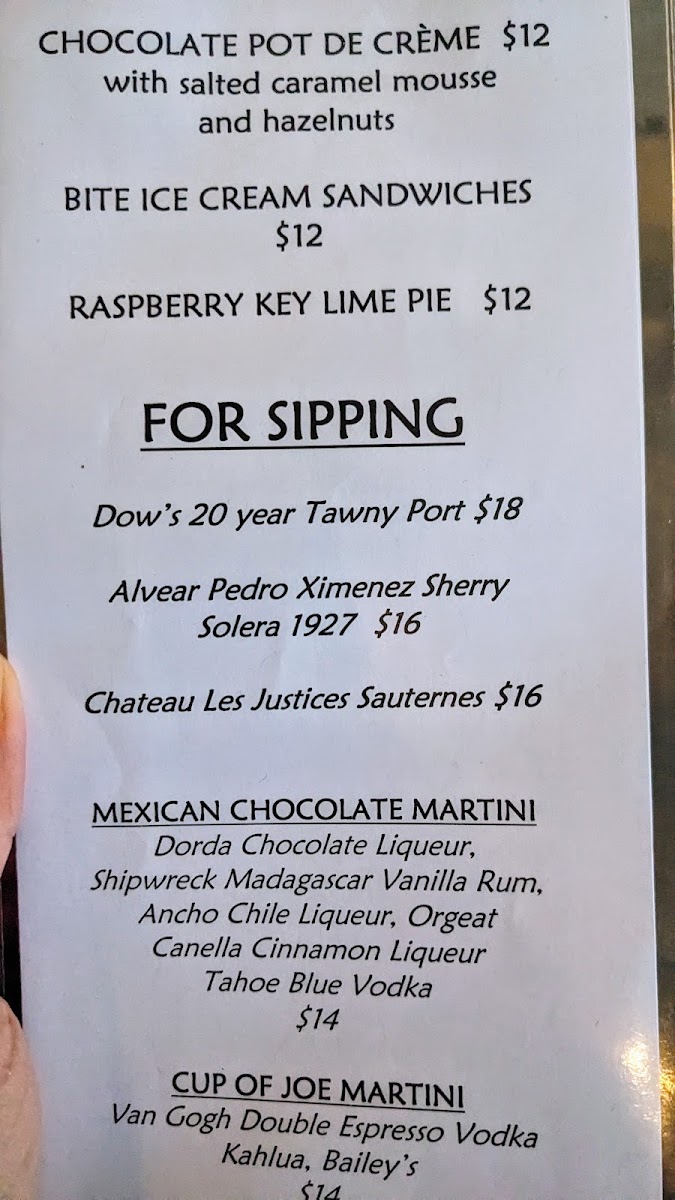 CHOCOLATE POT DE CRÈME $12
with salted caramel mousse
and hazelnuts
BITE ICE CREAM SANDWICHES
$12
RASPBERRY KEY LIME PIE $12
FOR SIPPING
Dow's 20 year Tawny Port $18
Alvear Pedro Ximenez Sherry
Solera 1927 $16
Chateau Les Justices Sauternes $16
MEXICAN CHOCOLATE MARTINI
Dorda Chocolate Liqueur,
Shipwreck Madagascar Vanilla Rum,
Ancho Chile Liqueur, Orgeat
Canella Cinnamon Liqueur
Tahoe Blue Vodka
$14
CUP OF JOE MARTINI
Van Gogh Double Espresso Vodka
Kahlua, Bailey's
$14